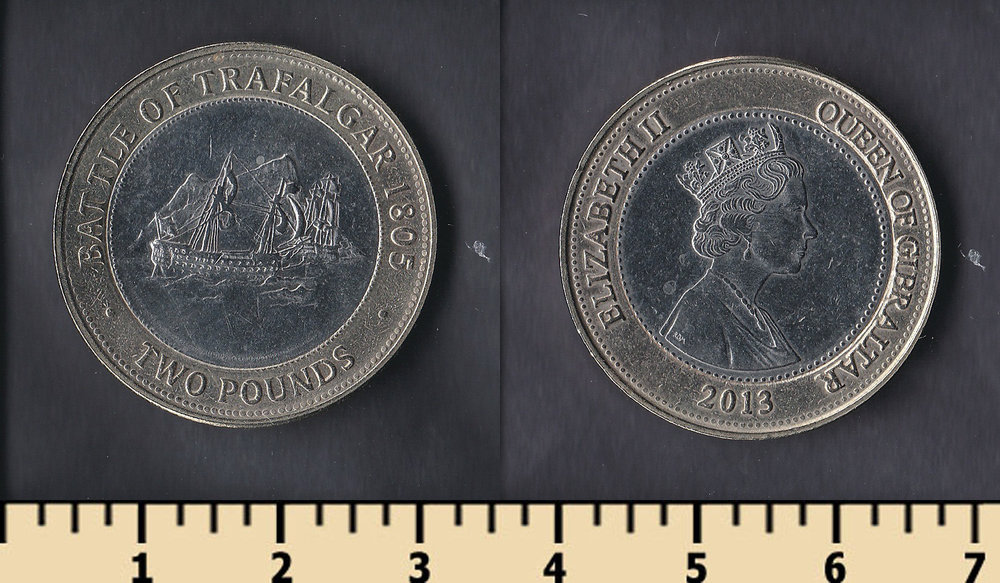 BATTLE OF TRAFALGAR 1805
TWO POUNDS
ELIZABETH II
QUEEN OF GIBRALTAR
2013
1 2 3 4 5 6 7